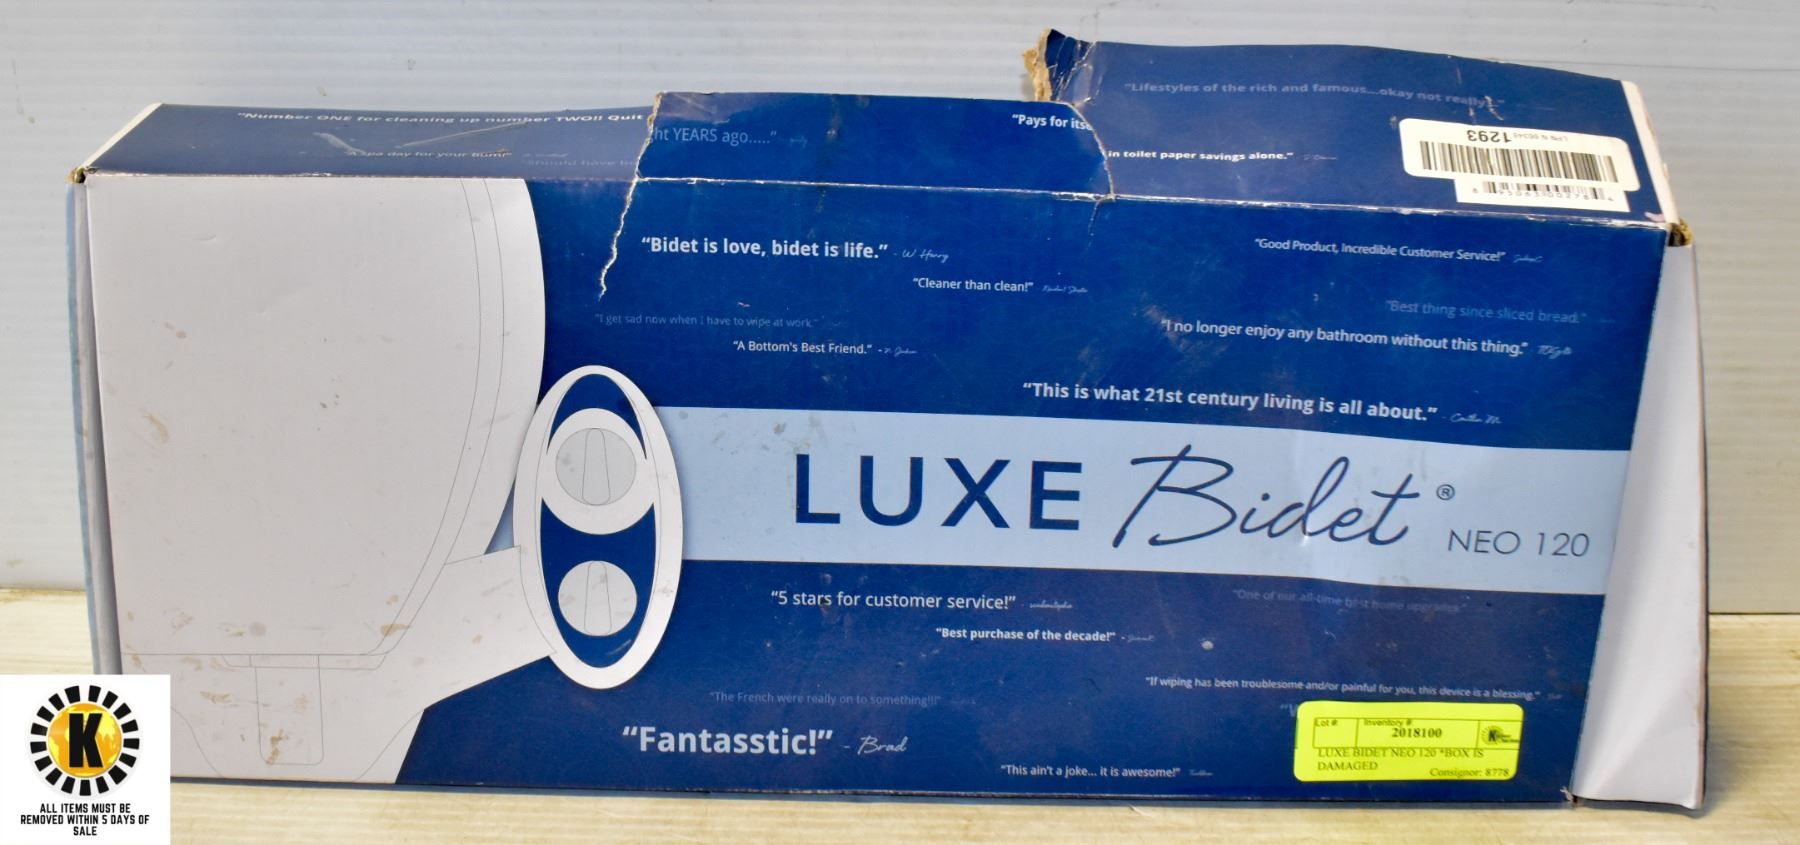 "Lifestyles of the rich and famous...okay not really."
"Number ONE for cleaning up number TWO!! Quit
ht YEARS ago....."
"Pays for itse
in toilet paper savings alone."
"A spa day for your bum!"
should have
1293
"Bidet is love, bidet is life." - W Harry
"Good Product, Incredible Customer Service!"
"Cleaner than clean!"
"Best thing since sliced bread."
"I get sad now when I have to wipe at work."
"I no longer enjoy any bathroom without this thing."
"A Bottom's Best Friend."
"This is what 21st century living is all about."
LUXE Bidet® NEO 120
"5 stars for customer service!"
"One of our all-time best home upgrades."
"Best purchase of the decade!"
"If wiping has been troublesome and/or painful for you, this device is a blessing."
"The French were really on to something!!!"
"Fantasstic!" - Brad
"This ain't a joke... it is awesome!"
Lot #: Inventory #:
2018100
LUXE BIDET NEO 120 *BOX IS
DAMAGED
Consignor: 8778
K
ALL ITEMS MUST BE
REMOVED WITHIN 5 DAYS OF
SALE